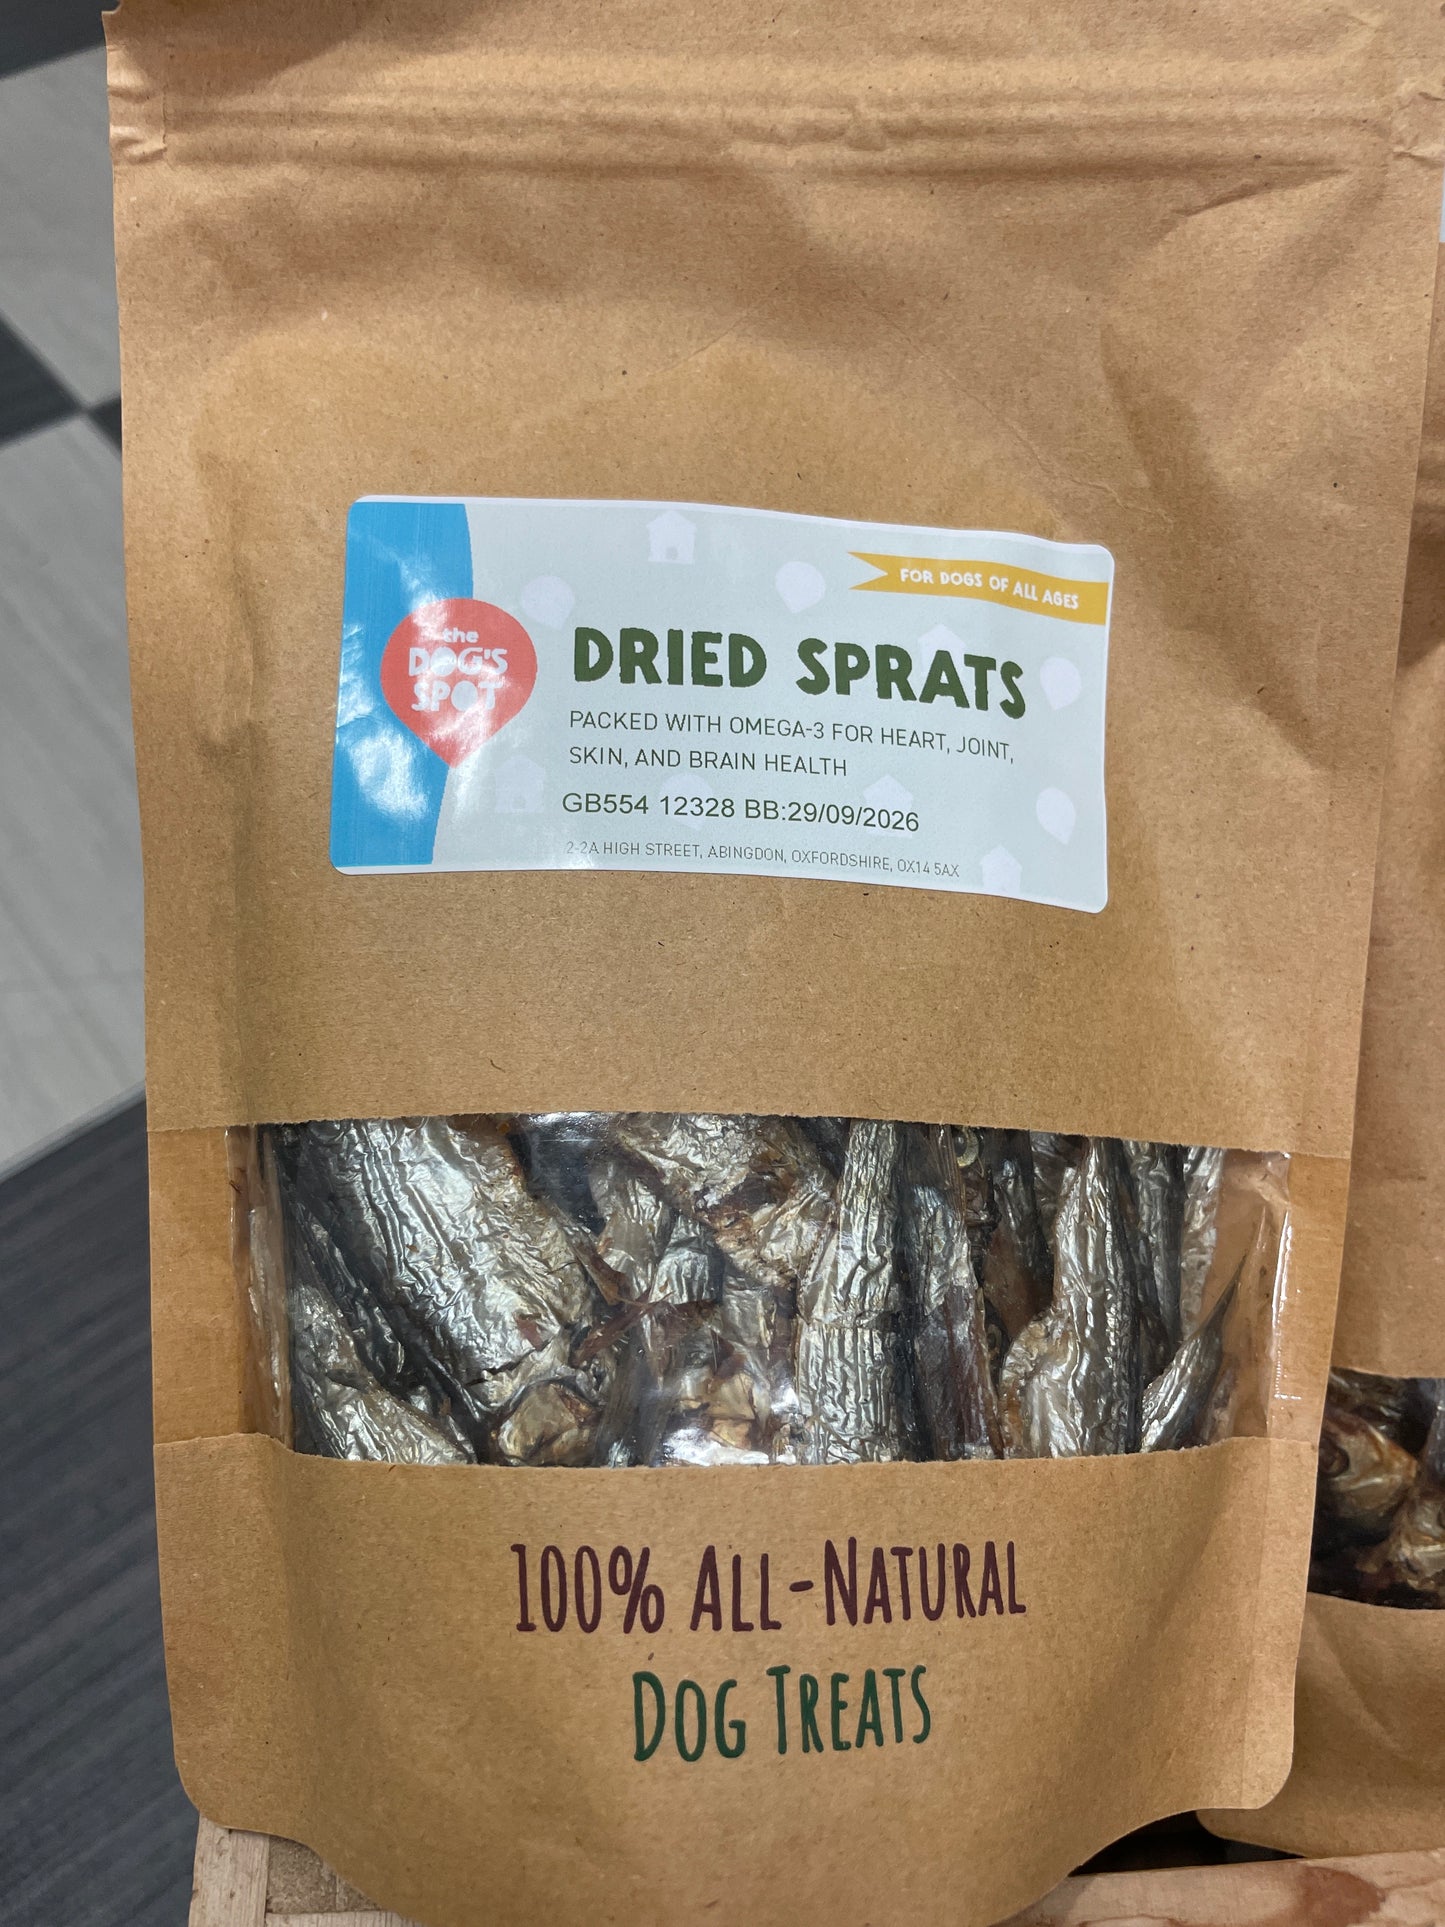 FOR DOGS OF ALL AGES
the
DOG'S
SPOT
DRIED SPRATS
PACKED WITH OMEGA-3 FOR HEART, JOINT,
SKIN, AND BRAIN HEALTH
GB554 12328 BB:29/09/2026
2-2A HIGH STREET, ABINGDON, OXFORDSHIRE, OX14 5AX
100% ALL-NATURAL
DOG TREATS